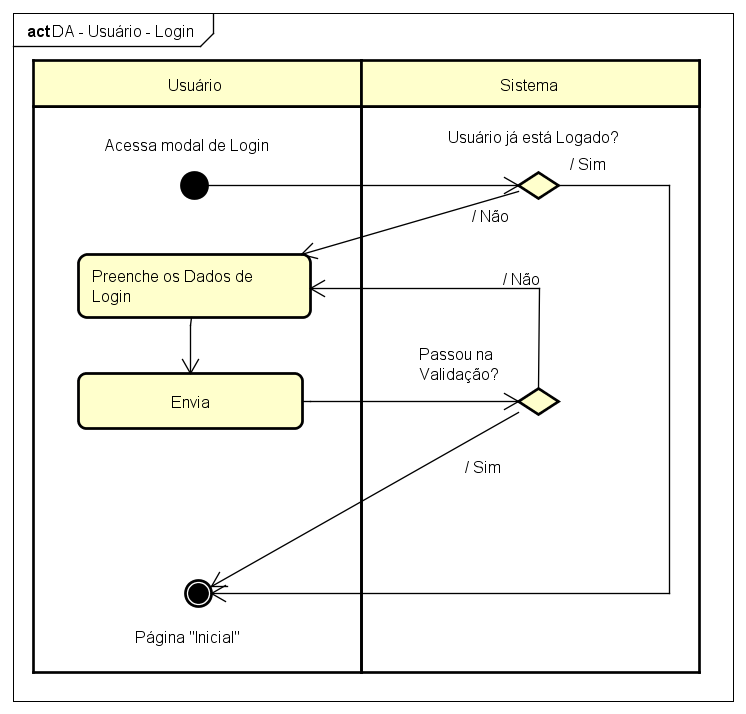 act DA - Usuário - Login
Usuário
Sistema
Acessa modal de Login
Usuário já está Logado?
/ Sim
/ Não
Preenche os Dados de
Login
/ Não
Passou na
Validação?
Envia
/ Sim
Página "Inicial"